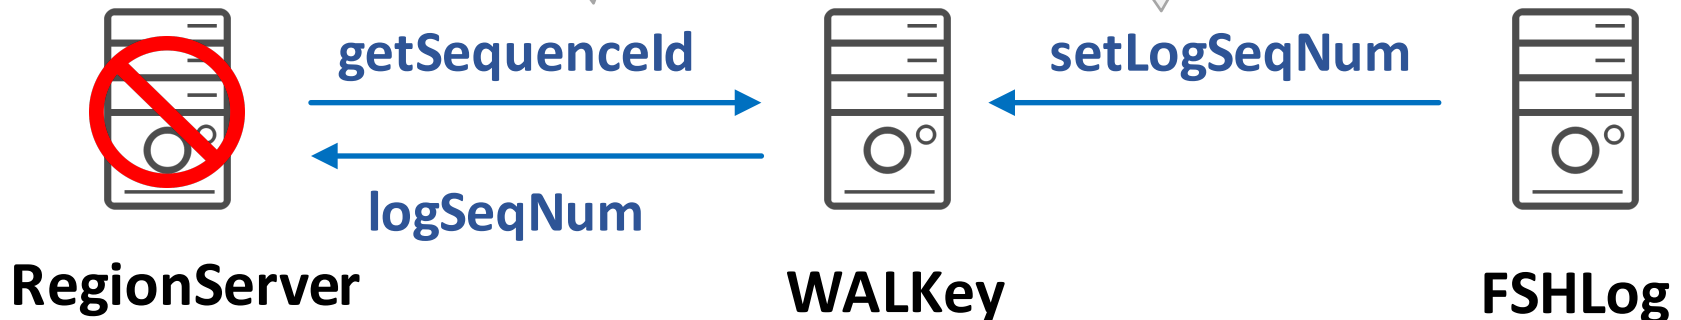 getSequenceId
setLogSeqNum
logSeqNum
RegionServer
WALKey
FSHLog